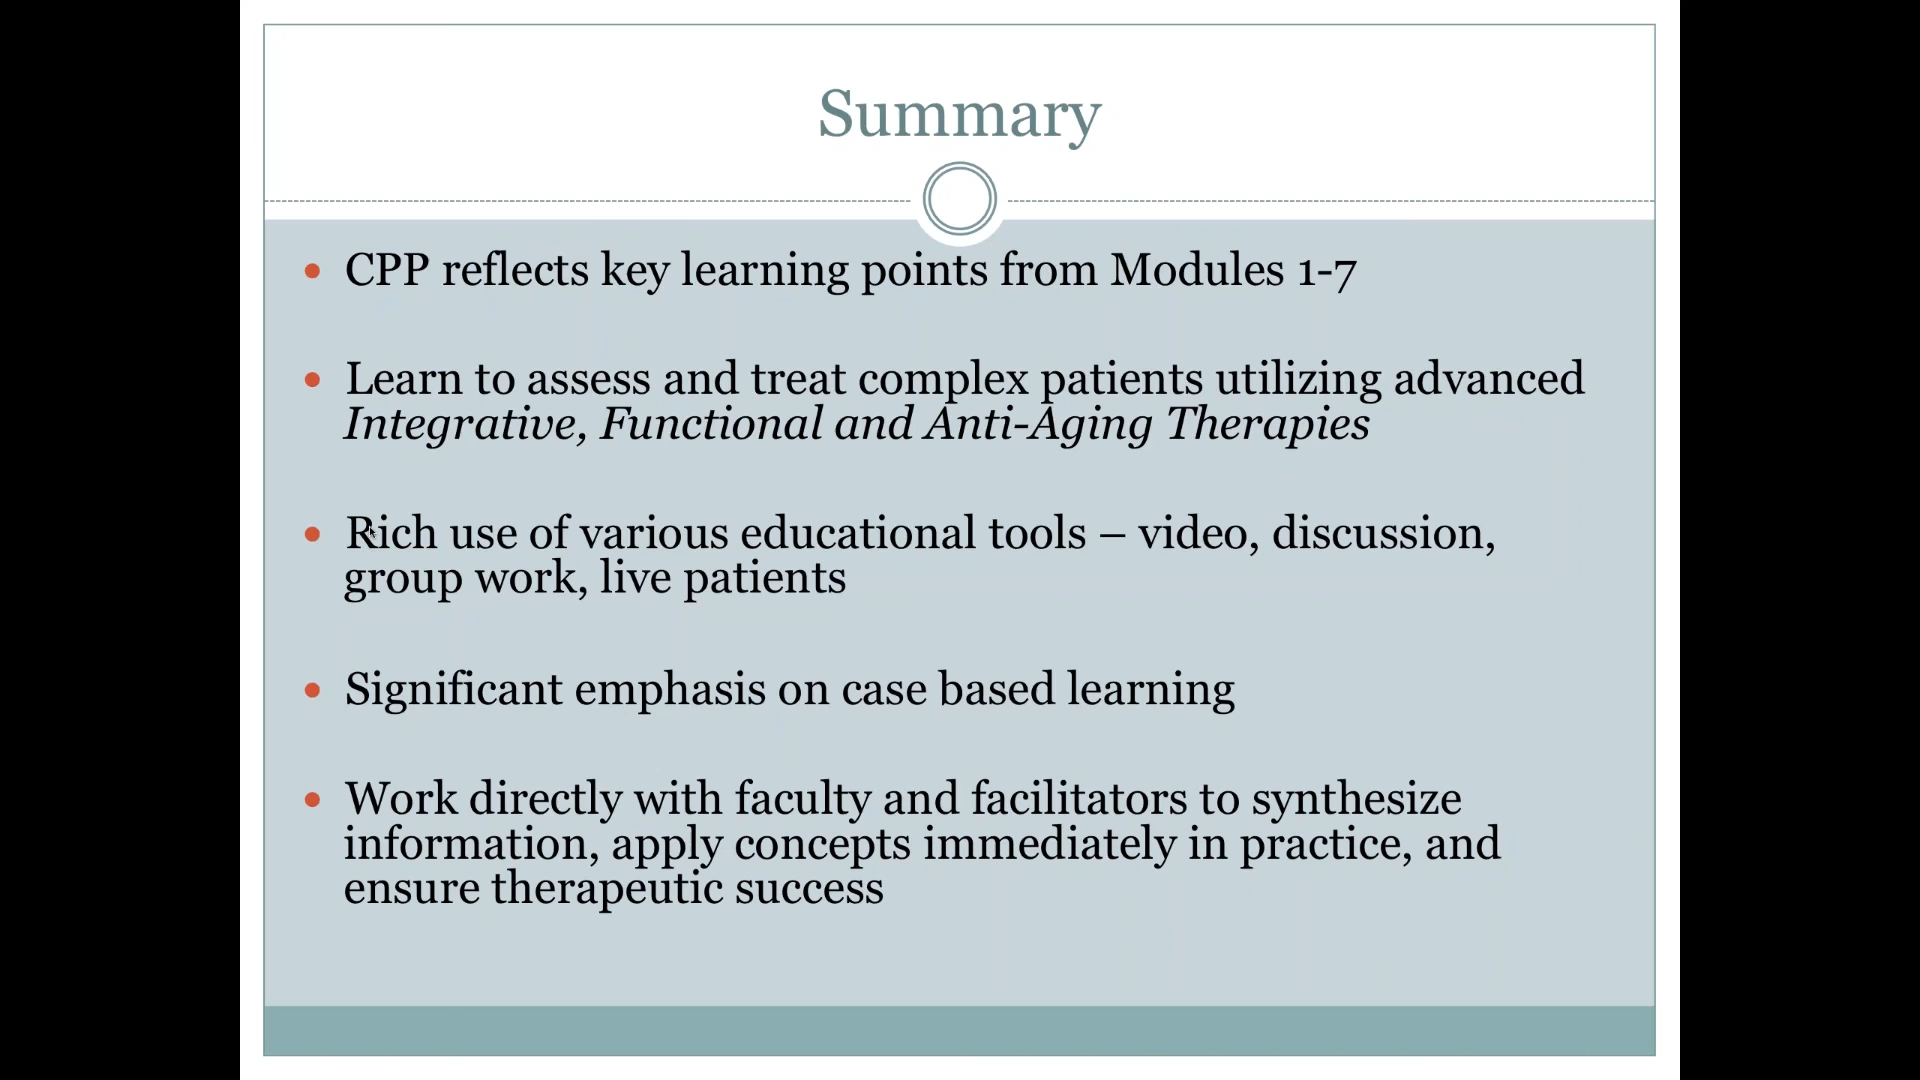 Summary
• CPP reflects key learning points from Modules 1-7
• Learn to assess and treat complex patients utilizing advanced
Integrative, Functional and Anti-Aging Therapies
• Rich use of various educational tools – video, discussion,
group work, live patients
• Significant emphasis on case based learning
• Work directly with faculty and facilitators to synthesize
information, apply concepts immediately in practice, and
ensure therapeutic success